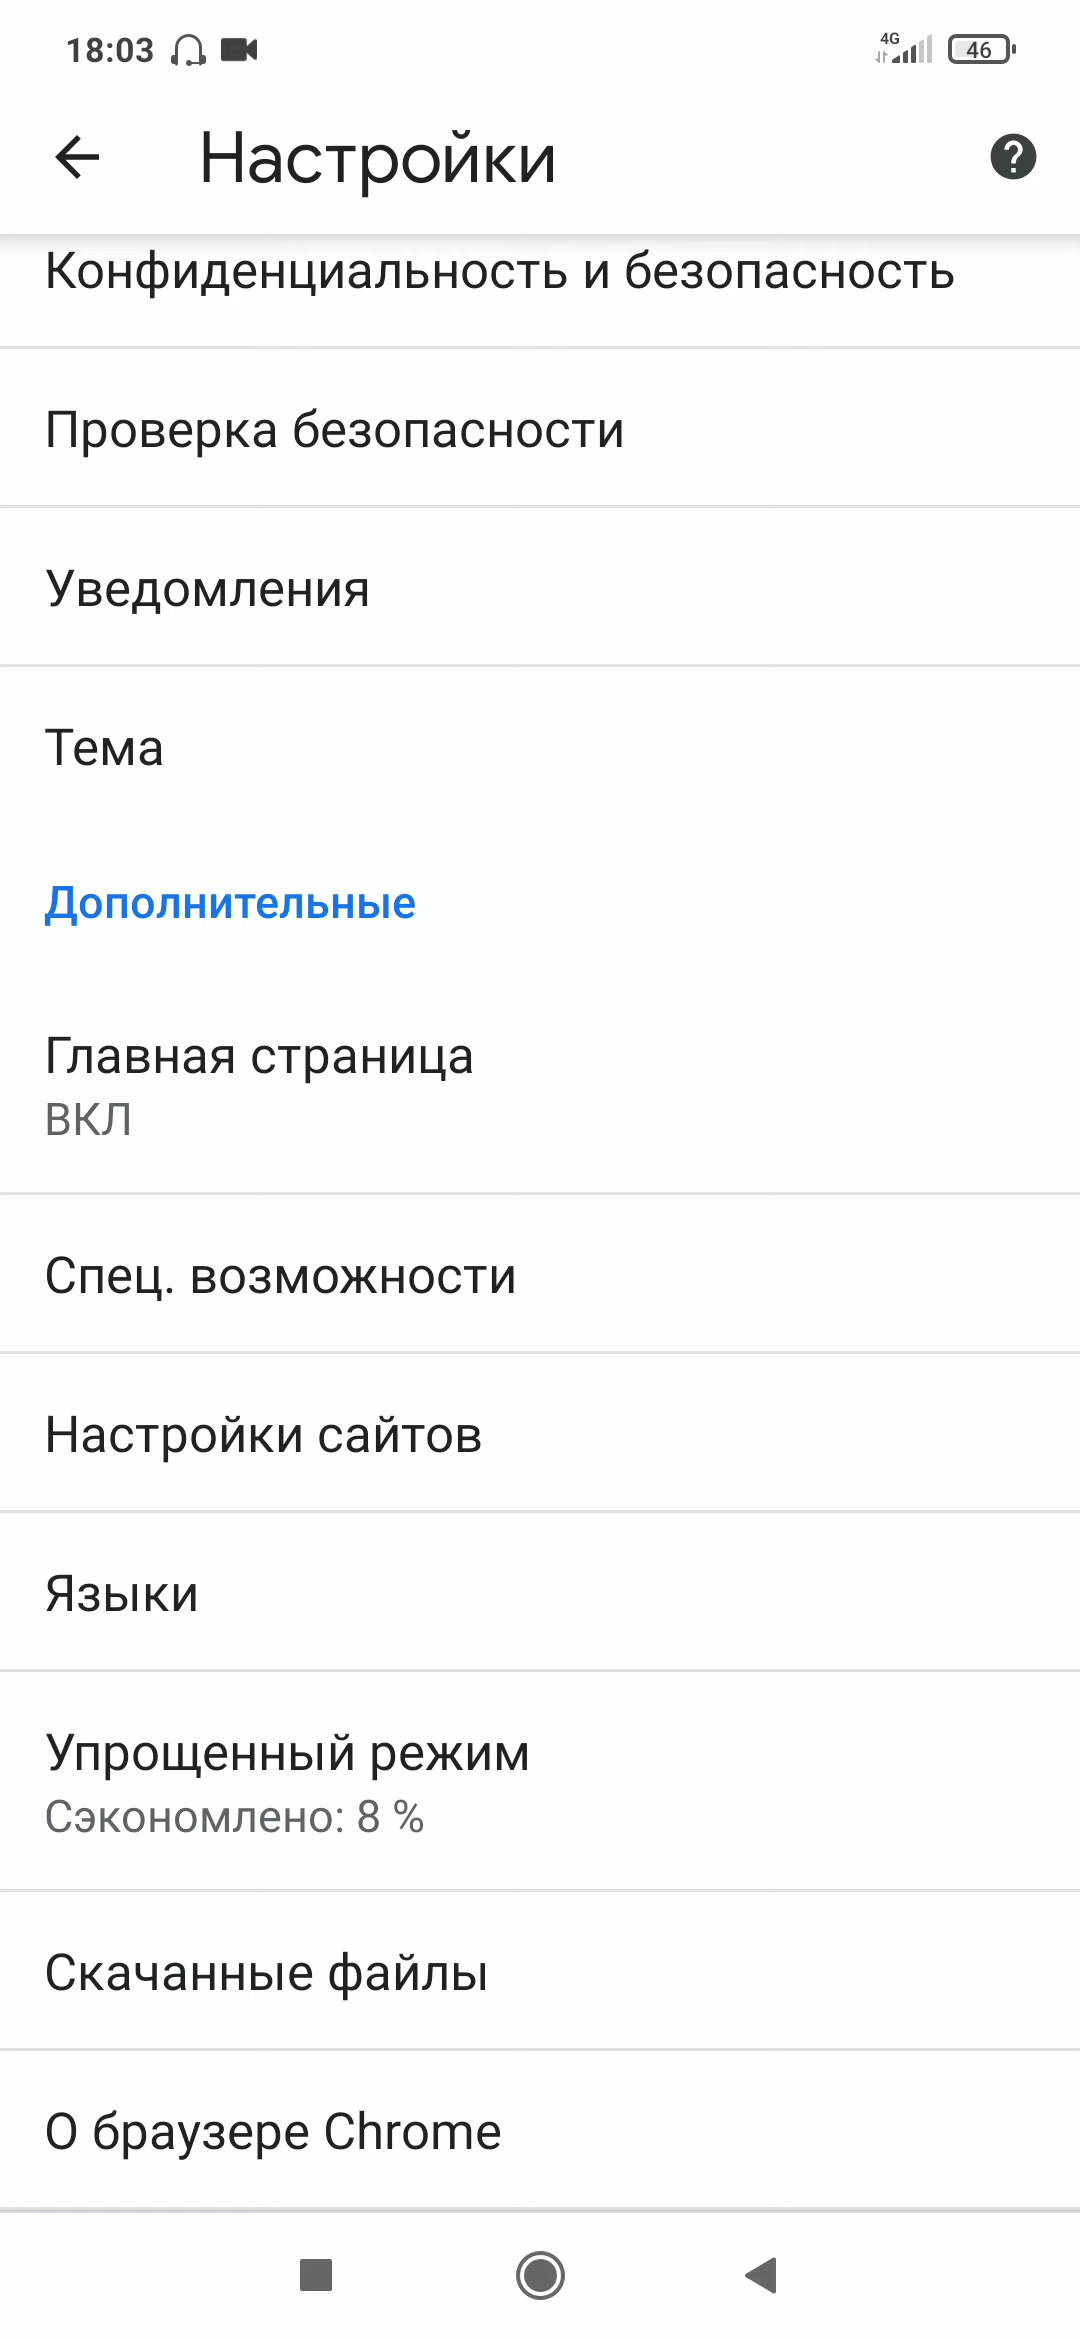 18:03
4G
46
Настройки
Конфиденциальность и безопасность
Проверка безопасности
Уведомления
Тема
Дополнительные
Главная страница
ВКЛ
Спец. возможности
Настройки сайтов
Языки
Упрощенный режим
Сэкономлено: 8 %
Скачанные файлы
О браузере Chrome